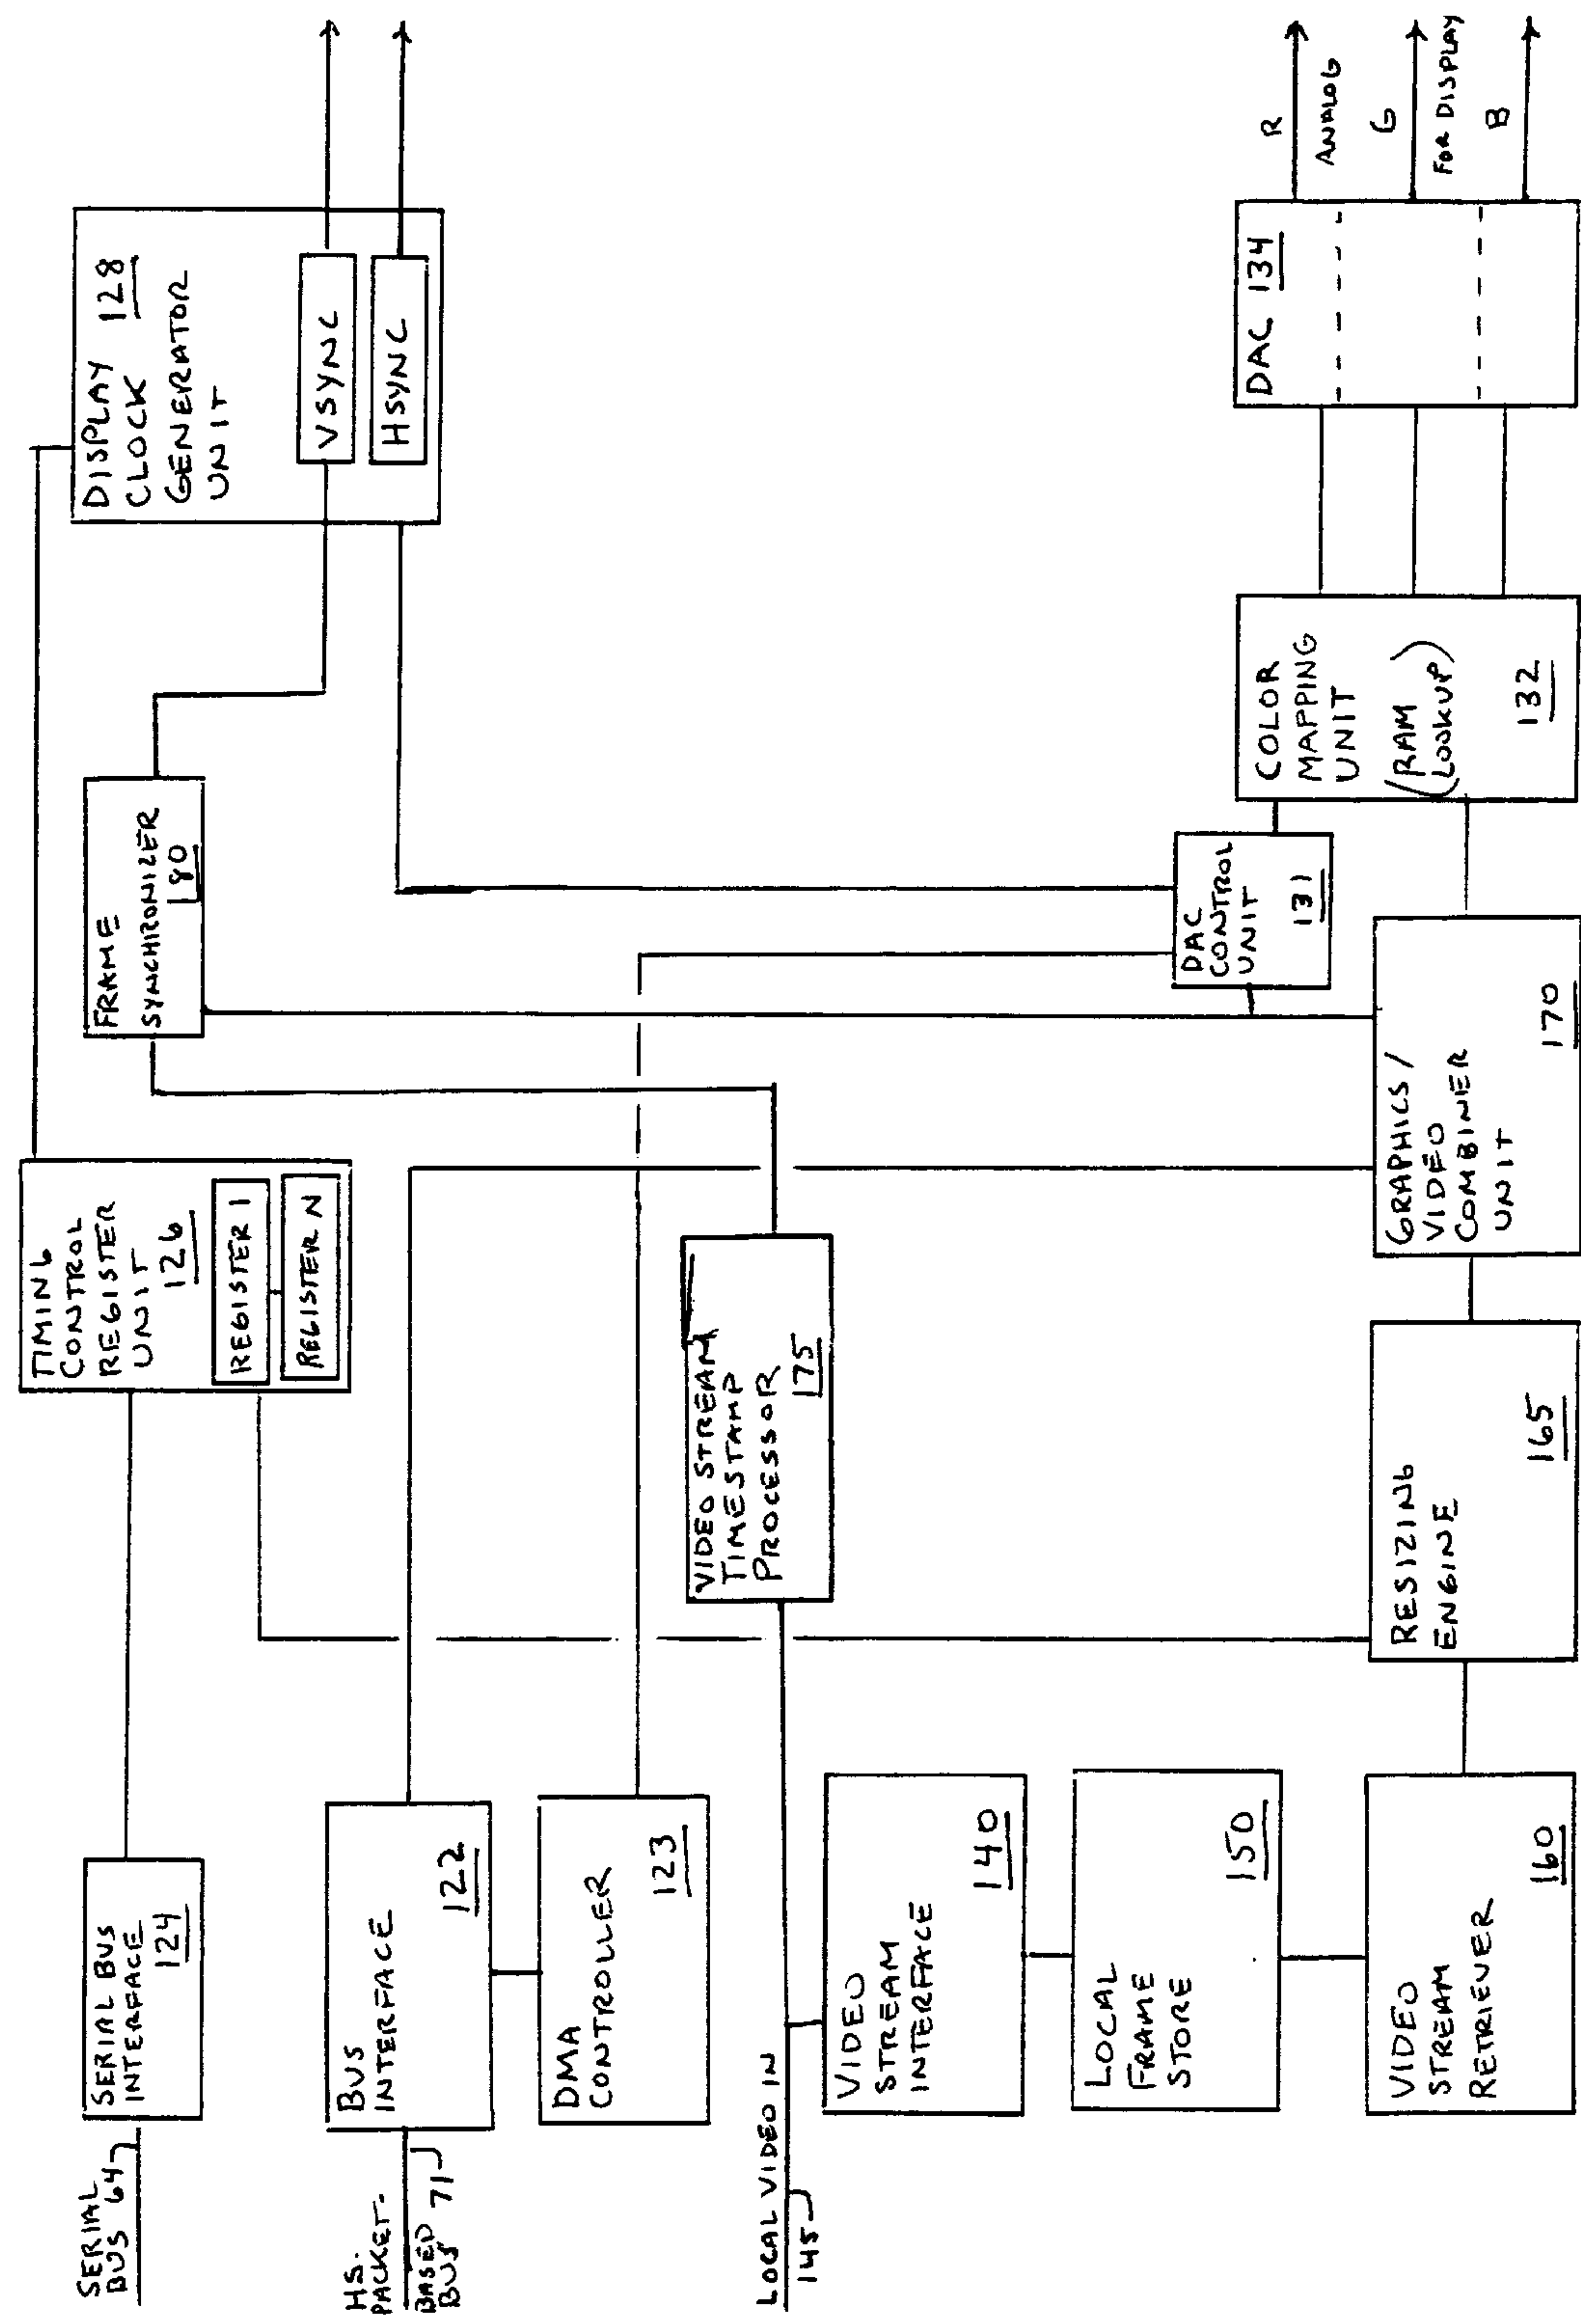 SERIAL
BUS 64
SERIAL BUS
INTERFACE
124
TIMING
CONTROL
REGISTER
UNIT
126
REGISTER 1
REGISTER N
FRAME
SYNCHRONIZER
180
DISPLAY 128
CLOCK
GENERATOR
UNIT
VSYNC
HSYNC
HS.
PACKET-
BASED
BUS 71
BUS
INTERFACE
122
DMA
CONTROLLER
123
VIDEO STREAM
TIMESTAMP
PROCESSOR
175
LOCAL VIDEO IN
145
VIDEO
STREAM
INTERFACE
140
LOCAL
FRAME
STORE
150
VIDEO
STREAM
RETRIEVER
160
RESIZING
ENGINE
165
GRAPHICS/
VIDEO
COMBINER
UNIT
170
DAC
CONTROL
UNIT
131
COLOR
MAPPING
UNIT
(RAM
LOOKUP)
132
DAC 134
R
ANALOG
G
FOR DISPLAY
B